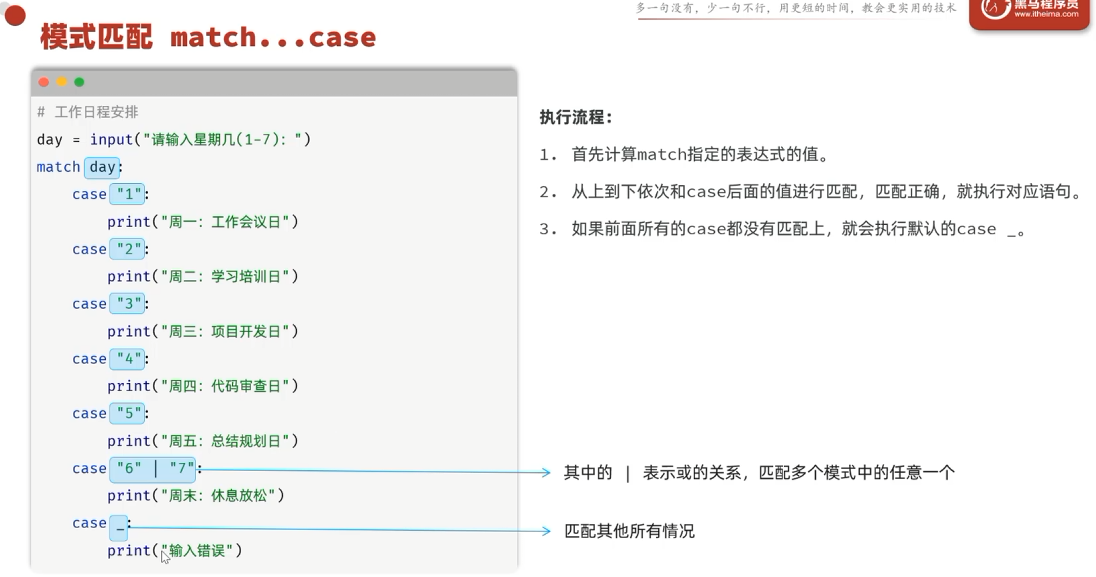 多一句没有，少一句不行，用更短的时间，教会更实用的技术
黑马程序员
www.itheima.com
模式匹配 match...case
# 工作日程安排
day = input("请输入星期几(1-7): ")
match day:
    case "1":
        print("周一: 工作会议日")
    case "2":
        print("周二: 学习培训日")
    case "3":
        print("周三: 项目开发日")
    case "4":
        print("周四: 代码审查日")
    case "5":
        print("周五: 总结规划日")
    case "6" | "7":
        print("周末: 休息放松")
    case _:
        print("输入错误")
执行流程：
1. 首先计算match指定的表达式的值。
2. 从上到下依次和case后面的值进行匹配，匹配正确，就执行对应语句。
3. 如果前面所有的case都没有匹配上，就会执行默认的case _。
其中的 | 表示或的关系，匹配多个模式中的任意一个
匹配其他所有情况